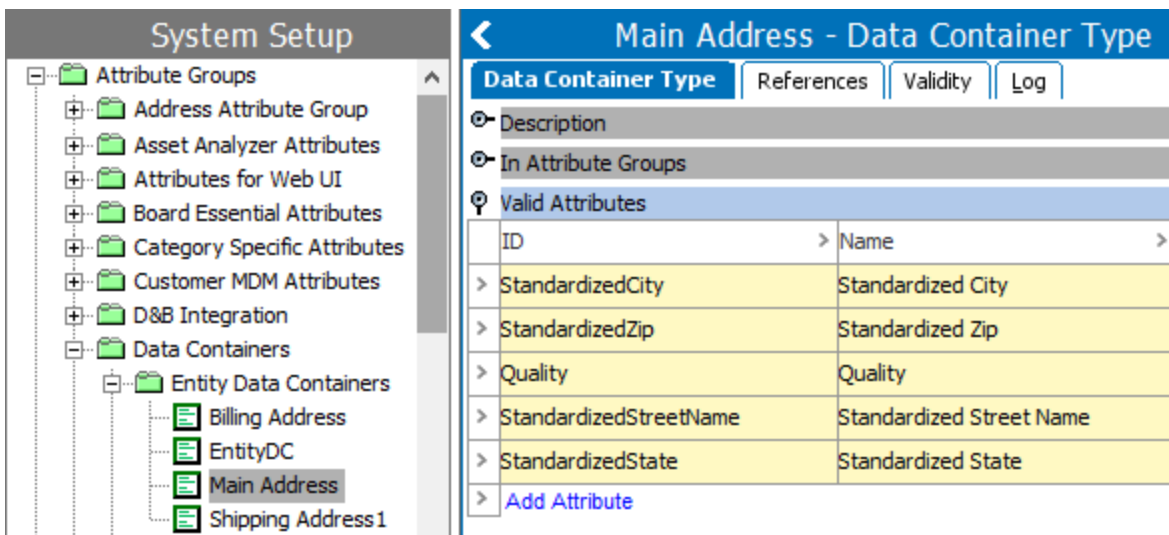 System Setup
Attribute Groups
Address Attribute Group
Asset Analyzer Attributes
Attributes for Web UI
Board Essential Attributes
Category Specific Attributes
Customer MDM Attributes
D&B Integration
Data Containers
Entity Data Containers
Billing Address
EntityDC
Main Address
Shipping Address1
Main Address - Data Container Type
Data Container Type References Validity Log
Description
In Attribute Groups
Valid Attributes
ID > Name >
> StandardizedCity Standardized City
> StandardizedZip Standardized Zip
> Quality Quality
> StandardizedStreetName Standardized Street Name
> StandardizedState Standardized State
> Add Attribute